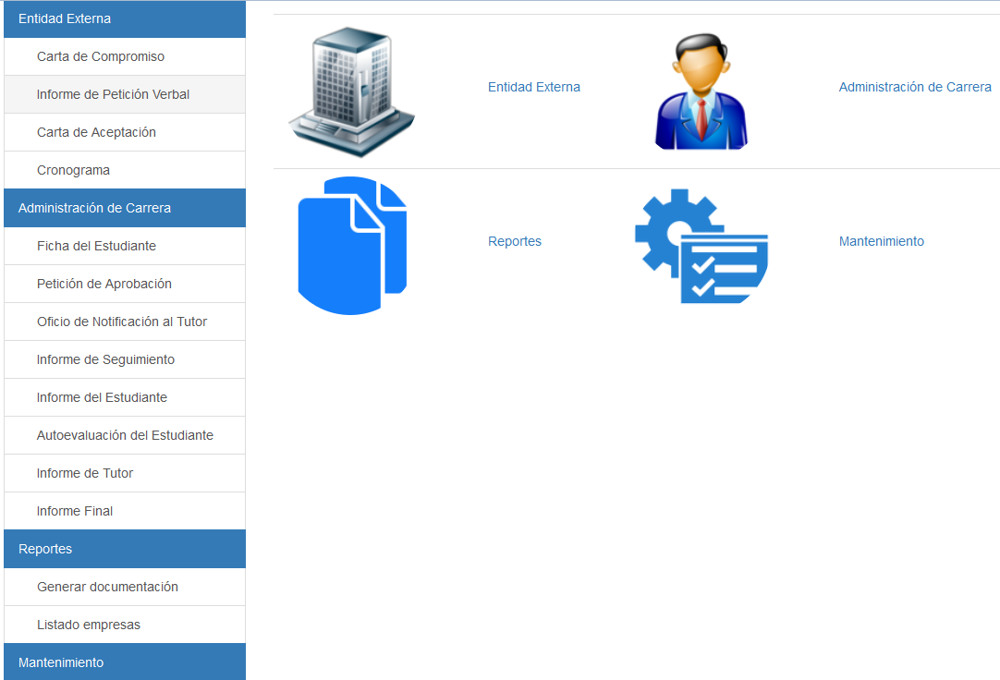 Entidad Externa
Carta de Compromiso
Informe de Petición Verbal
Carta de Aceptación
Cronograma
Administración de Carrera
Ficha del Estudiante
Petición de Aprobación
Oficio de Notificación al Tutor
Informe de Seguimiento
Informe del Estudiante
Autoevaluación del Estudiante
Informe de Tutor
Informe Final
Reportes
Generar documentación
Listado empresas
Mantenimiento
Entidad Externa
Administración de Carrera
Reportes
Mantenimiento